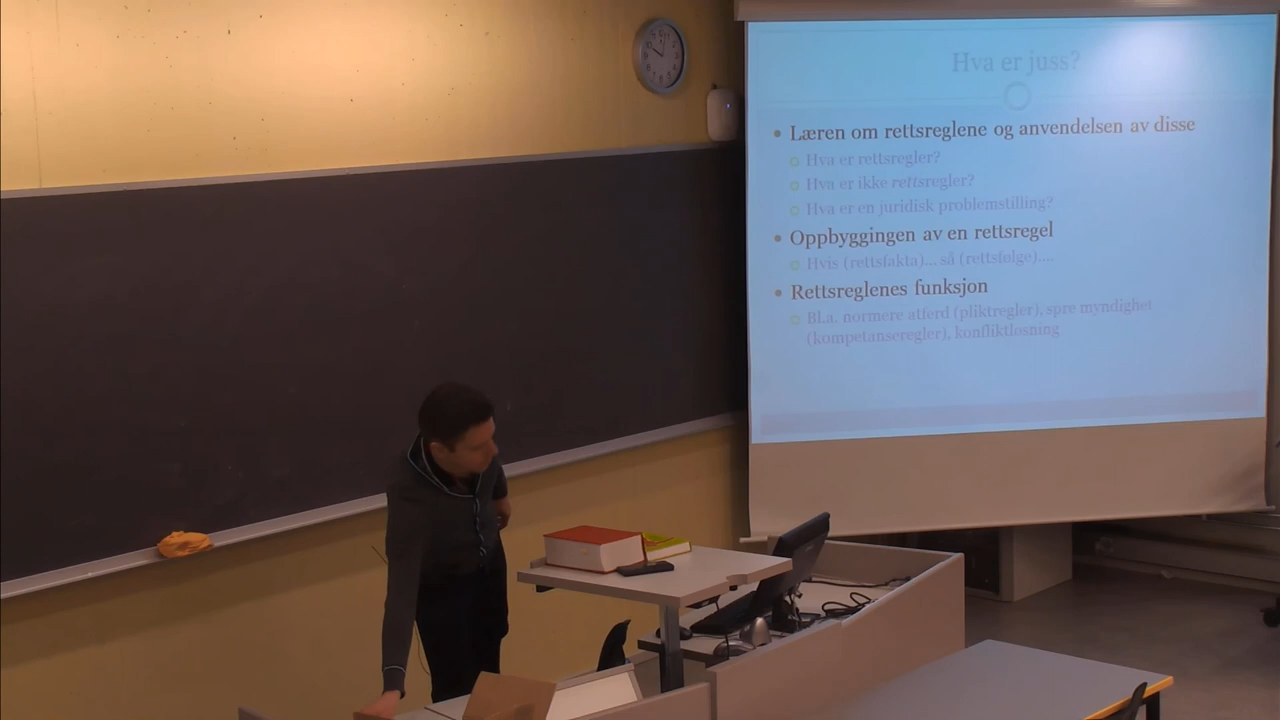 Hva er juss?
Læren om rettsreglene og anvendelsen av disse
Hva er rettsregler?
Hva er ikke rettsregler?
Hva er en juridisk problemstilling?
Oppbyggingen av en rettsregel
Hvis (rettsfakta)... så (rettsfølge)....
Rettsreglenes funksjon
Bl.a. normere atferd (pliktregler), spre myndighet
(kompetanseregler), konfliktløsning